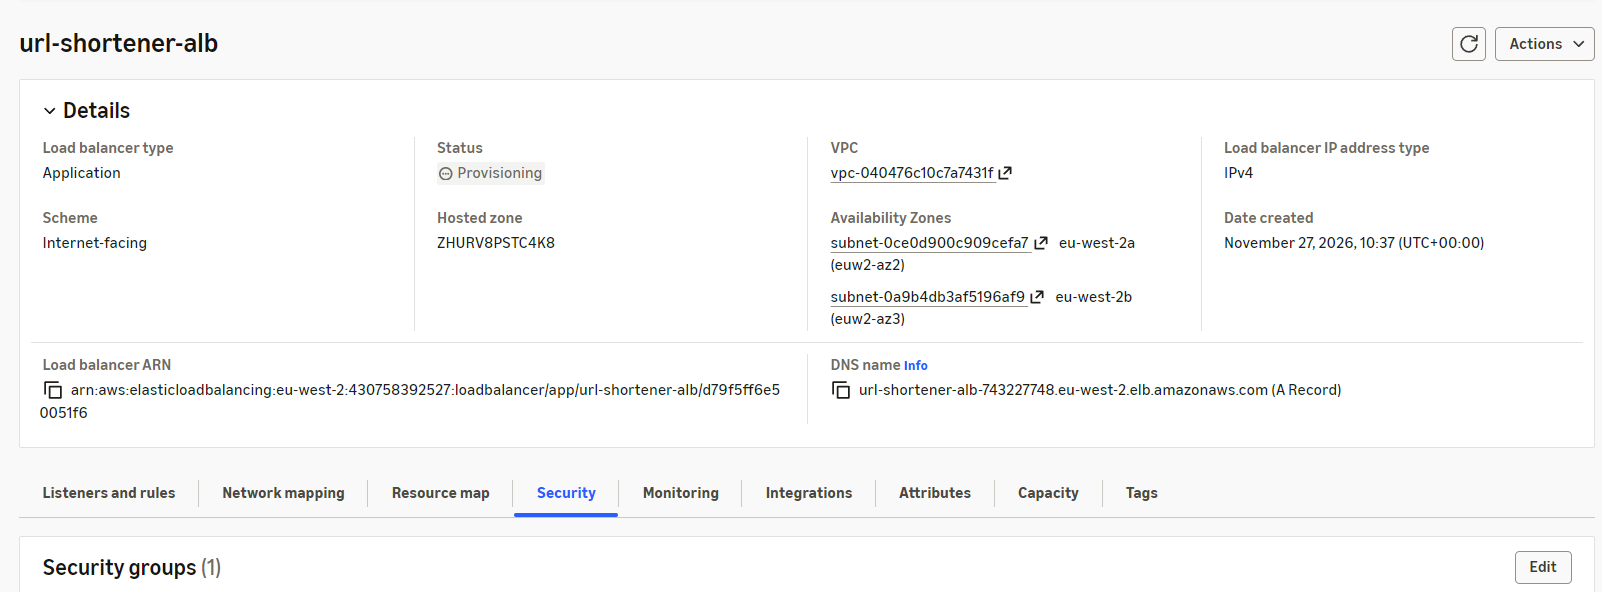 url-shortener-alb
Actions
Details
Load balancer type
Application
Status
Provisioning
VPC
vpc-040476c10c7a7431f
Load balancer IP address type
IPv4
Scheme
Internet-facing
Hosted zone
ZHURV8PSTC4K8
Availability Zones
subnet-0ce0d900c909cefa7 eu-west-2a
(euw2-az2)
subnet-0a9b4db3af5196af9 eu-west-2b
(euw2-az3)
Date created
November 27, 2026, 10:37 (UTC+00:00)
Load balancer ARN
arn:aws:elasticloadbalancing:eu-west-2:430758392527:loadbalancer/app/url-shortener-alb/d79f5ff6e5
0051f6
DNS name Info
url-shortener-alb-743227748.eu-west-2.elb.amazonaws.com (A Record)
Listeners and rules Network mapping Resource map Security Monitoring Integrations Attributes Capacity Tags
Security groups (1)
Edit